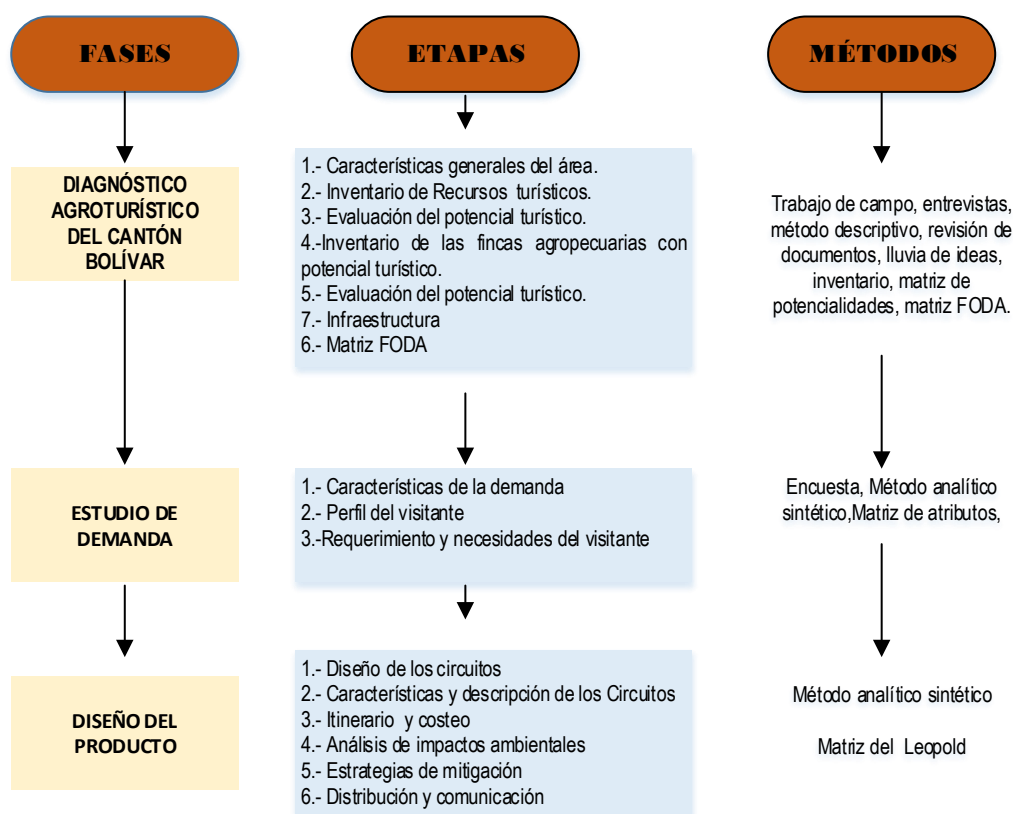 FASES
ETAPAS
MÉTODOS
DIAGNÓSTICO
AGROTURÍSTICO
DEL CANTÓN
BOLÍVAR
1.- Características generales del área.
2.- Inventario de Recursos turísticos.
3.- Evaluación del potencial turístico.
4.-Inventario de las fincas agropecuarias con
potencial turístico.
5.- Evaluación del potencial turístico.
7.- Infraestructura
6.- Matriz FODA
Trabajo de campo, entrevistas,
método descriptivo, revisión de
documentos, lluvia de ideas,
inventario, matriz de
potencialidades, matriz FODA.
ESTUDIO DE
DEMANDA
1.- Características de la demanda
2.- Perfil del visitante
3.-Requerimiento y necesidades del visitante
Encuesta, Método analítico
sintético,Matriz de atributos,
DISEÑO DEL
PRODUCTO
1.- Diseño de los circuitos
2.- Características y descripción de los Circuitos
3.- Itinerario y costeo
4.- Análisis de impactos ambientales
5.- Estrategias de mitigación
6.- Distribución y comunicación
Método analítico sintético
Matriz del Leopold